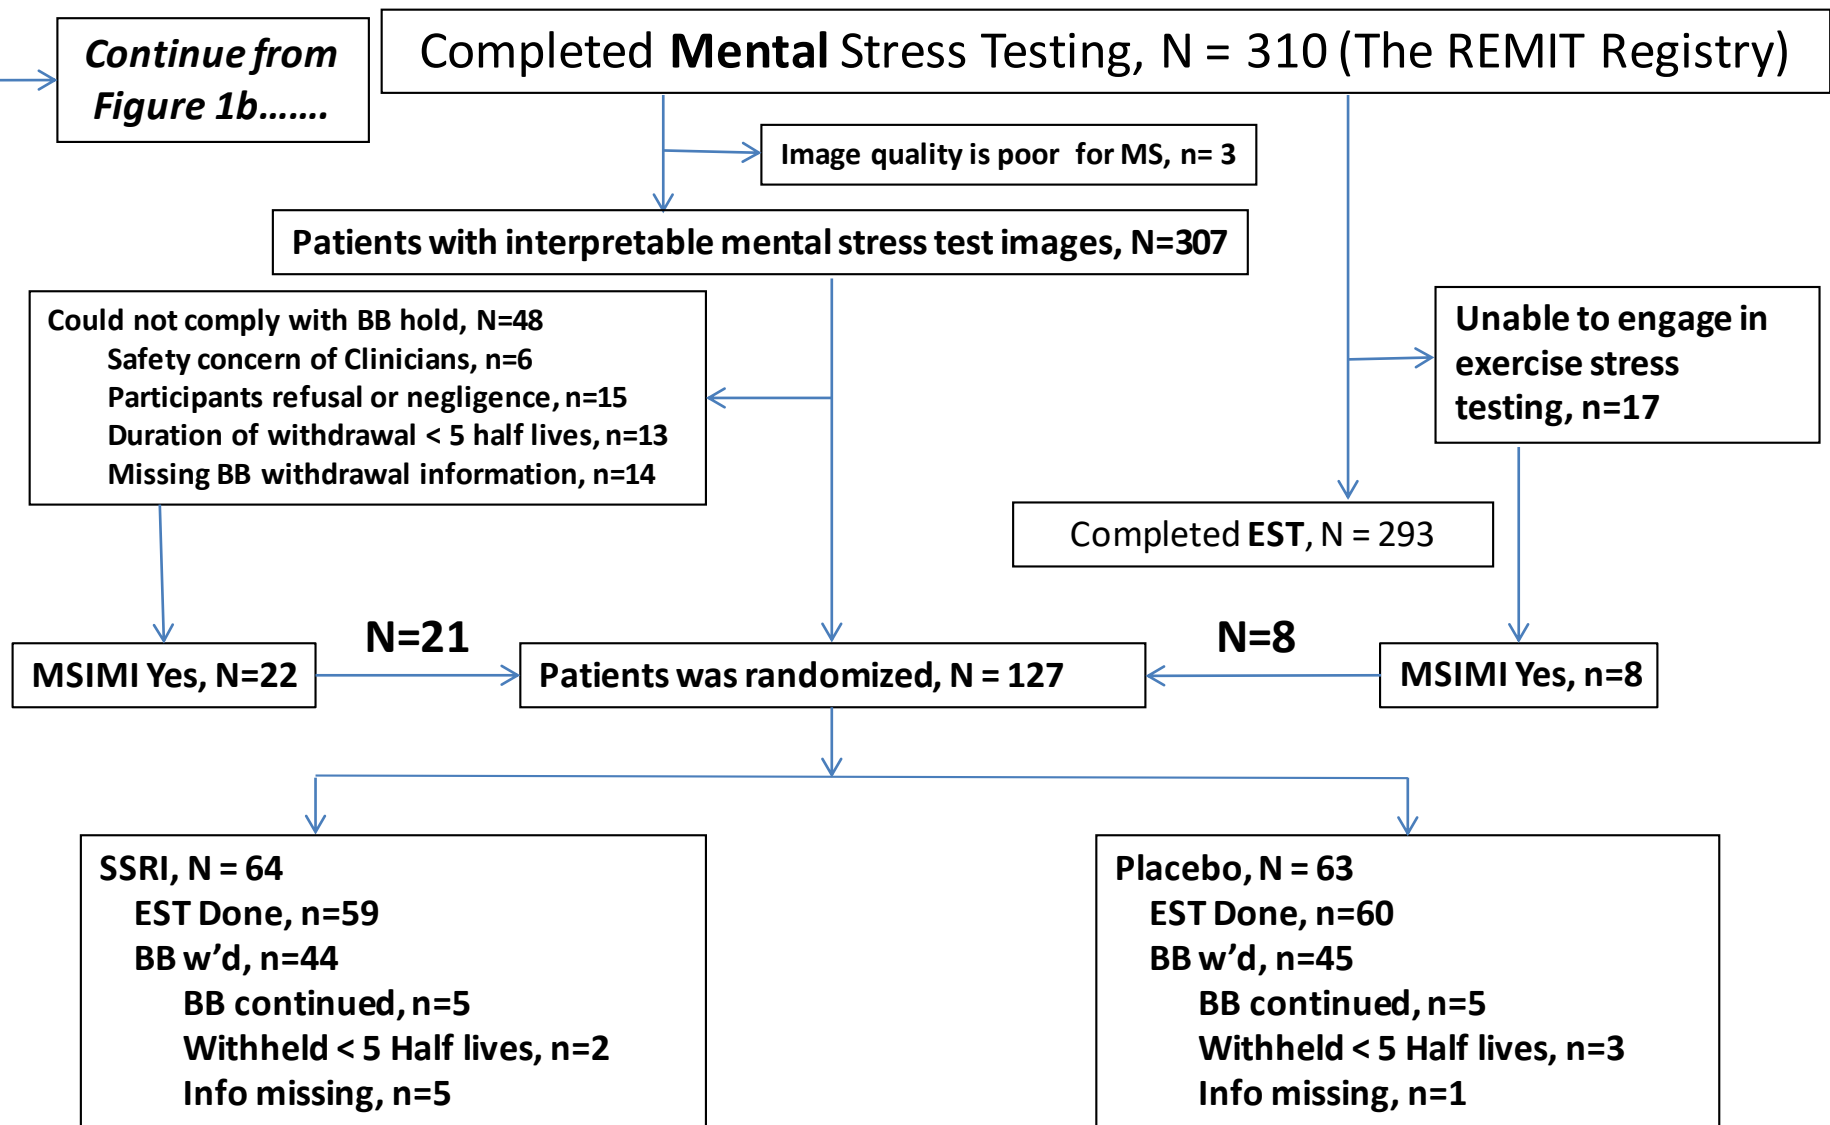 Continue from
Figure 1b.......
Completed Mental Stress Testing, N = 310 (The REMIT Registry)
Image quality is poor for MS, n= 3
Patients with interpretable mental stress test images, N=307
Could not comply with BB hold, N=48
Safety concern of Clinicians, n=6
Participants refusal or negligence, n=15
Duration of withdrawal < 5 half lives, n=13
Missing BB withdrawal information, n=14
Unable to engage in
exercise stress
testing, n=17
Completed EST, N = 293
MSIMI Yes, N=22
N=21
Patients was randomized, N = 127
N=8
MSIMI Yes, n=8
SSRI, N = 64
EST Done, n=59
BB w’d, n=44
BB continued, n=5
Withheld < 5 Half lives, n=2
Info missing, n=5
Placebo, N = 63
EST Done, n=60
BB w’d, n=45
BB continued, n=5
Withheld < 5 Half lives, n=3
Info missing, n=1